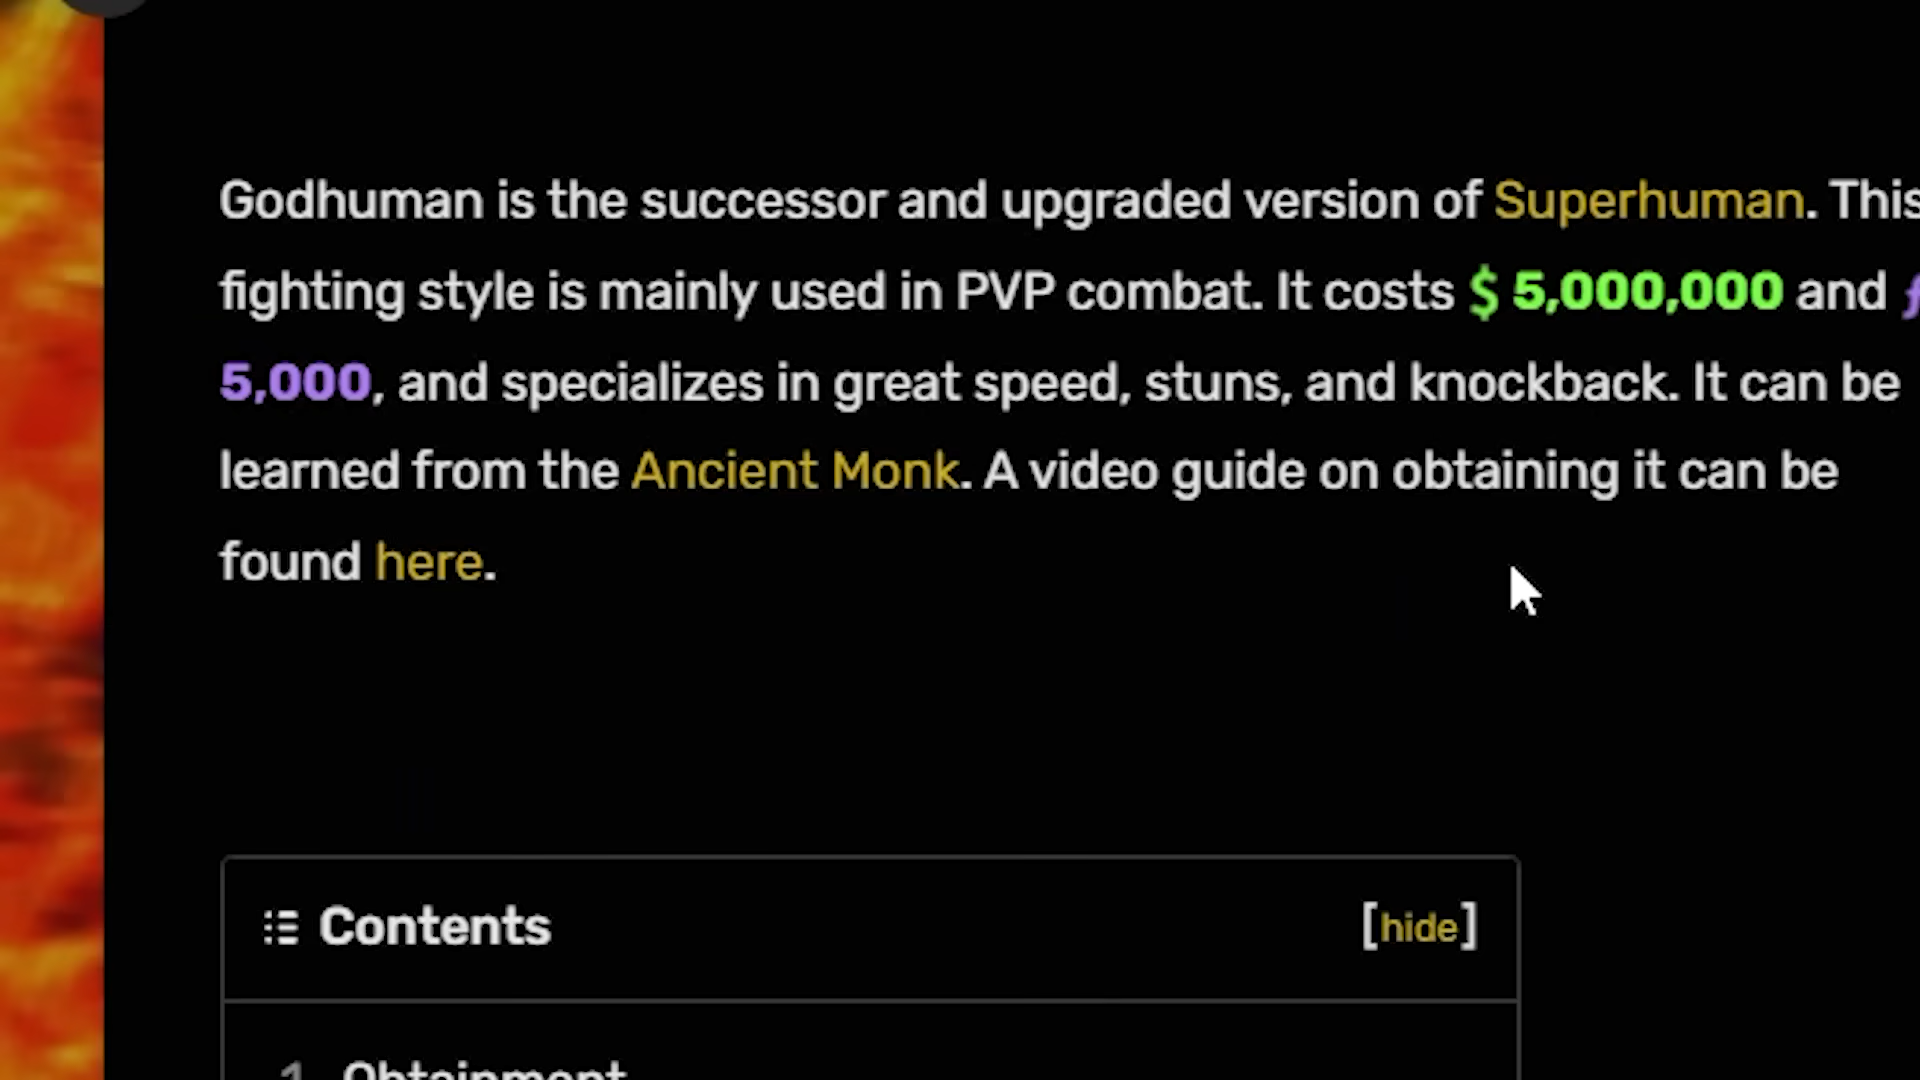 Godhuman is the successor and upgraded version of Superhuman. This
fighting style is mainly used in PVP combat. It costs $ 5,000,000 and ƒ
5,000, and specializes in great speed, stuns, and knockback. It can be
learned from the Ancient Monk. A video guide on obtaining it can be
found here.
Contents [hide]
1 Obtainment